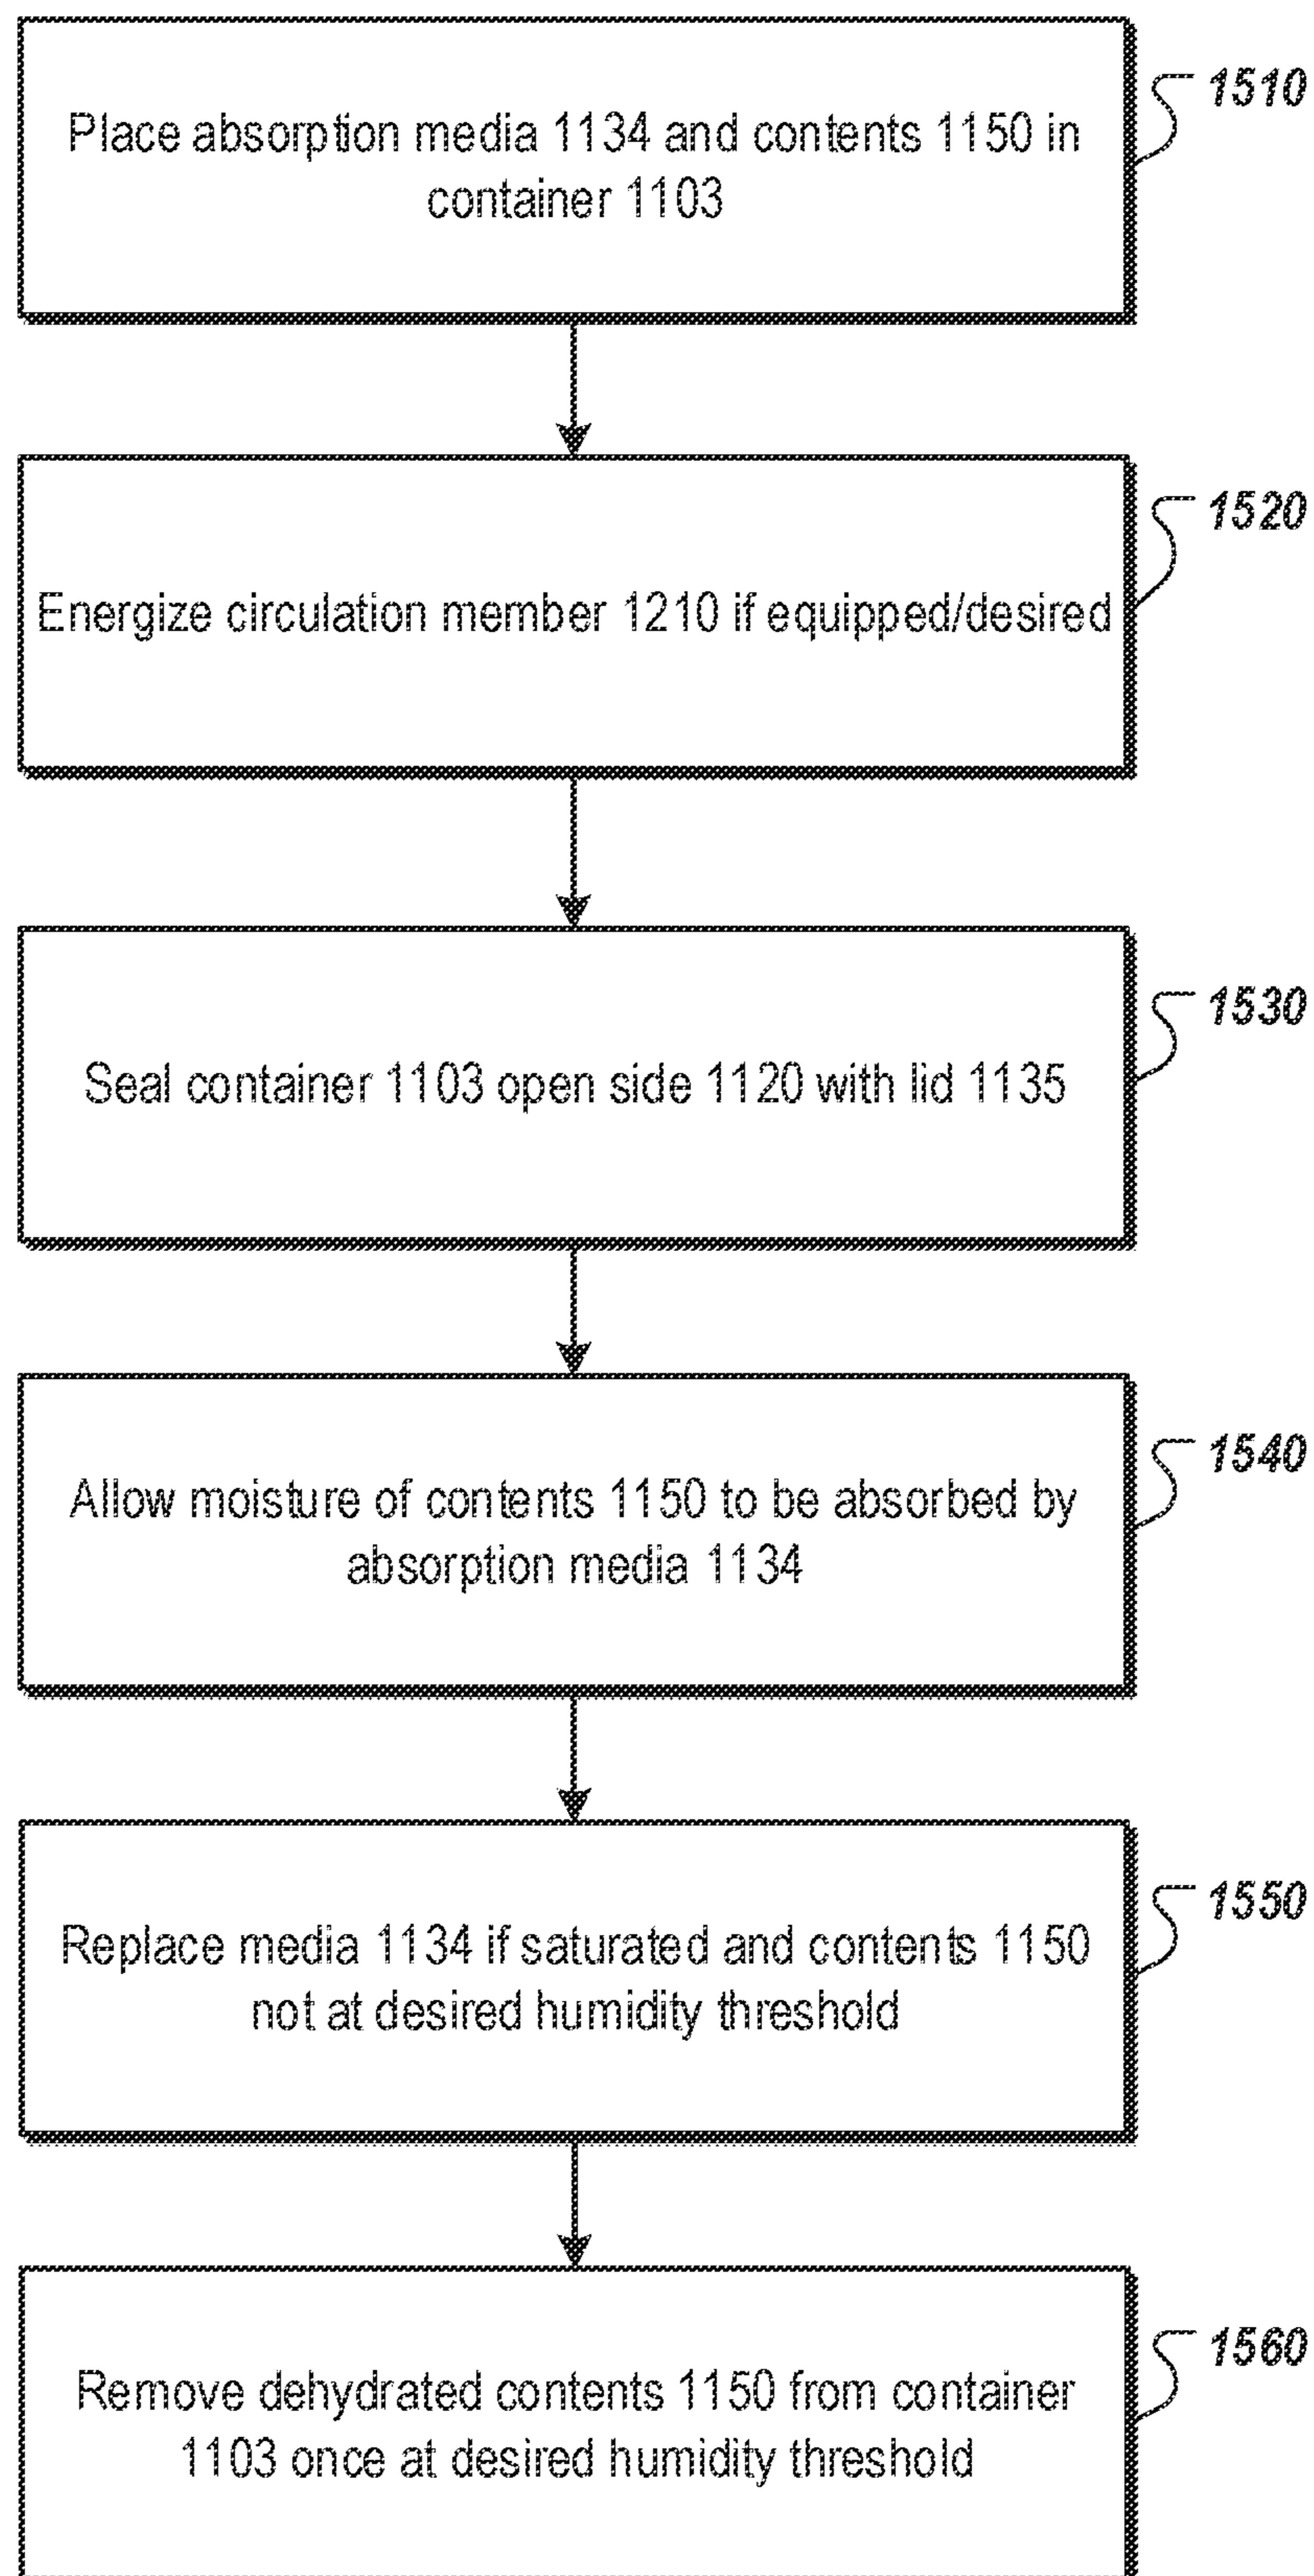 Place absorption media 1134 and contents 1150 in
container 1103
1510
Energize circulation member 1210 if equipped/desired
1520
Seal container 1103 open side 1120 with lid 1135
1530
Allow moisture of contents 1150 to be absorbed by
absorption media 1134
1540
Replace media 1134 if saturated and contents 1150
not at desired humidity threshold
1550
Remove dehydrated contents 1150 from container
1103 once at desired humidity threshold
1560